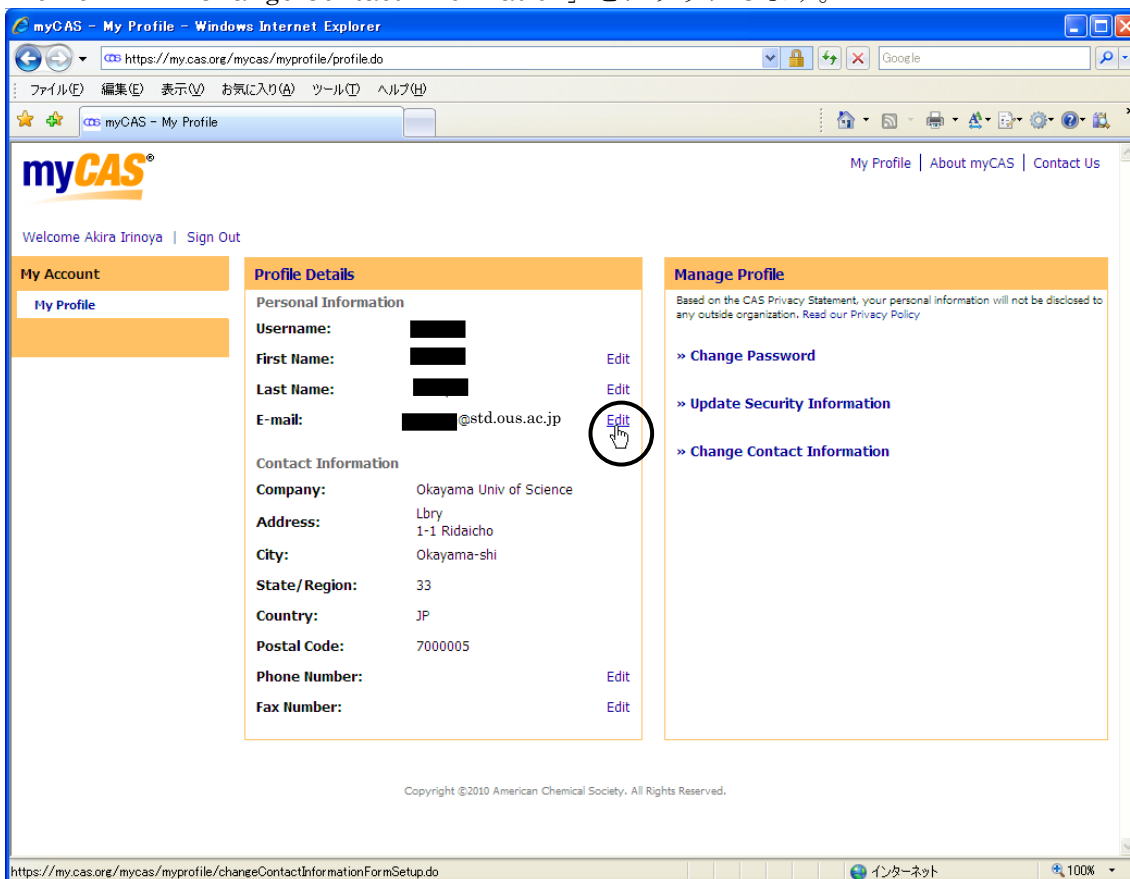 myCAS - My Profile - Windows Internet Explorer
https://my.cas.org/mycas/myprofile/profile.do
Google
ファイル(F) 編集(E) 表示(V) お気に入り(A) ツール(T) ヘルプ(H)
myCAS - My Profile
myCAS®
My Profile | About myCAS | Contact Us
Welcome Akira Irinoya | Sign Out
My Account
My Profile
Profile Details
Personal Information
Username:
First Name: Edit
Last Name: Edit
E-mail: @std.ous.ac.jp Edit
Contact Information
Company: Okayama Univ of Science
Address: Lbry
1-1 Ridaicho
City: Okayama-shi
State/Region: 33
Country: JP
Postal Code: 7000005
Phone Number: Edit
Fax Number: Edit
Manage Profile
Based on the CAS Privacy Statement, your personal information will not be disclosed to
any outside organization. Read our Privacy Policy
» Change Password
» Update Security Information
» Change Contact Information
Copyright ©2010 American Chemical Society. All Rights Reserved.
https://my.cas.org/mycas/myprofile/changeContactInformationFormSetup.do
インターネット
100%